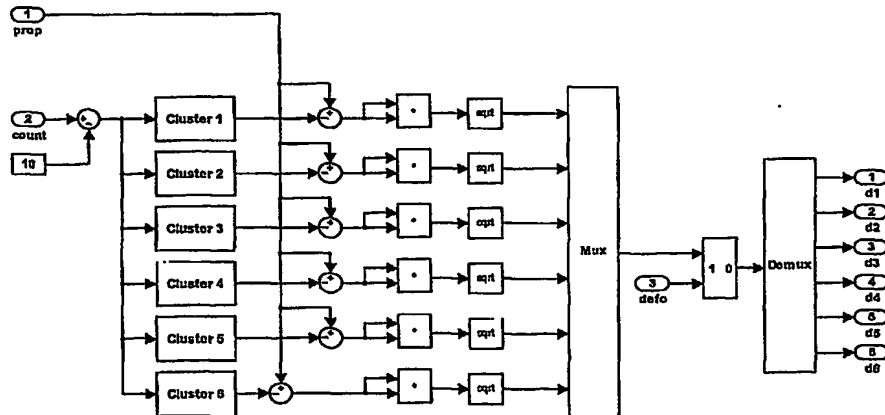 1
prop
2
count
10
Cluster 1
sqrt
Cluster 2
sqrt
Cluster 3
sqrt
Cluster 4
sqrt
Cluster 5
sqrt
Cluster 6
sqrt
Mux
3
defo
1 0
Demux
1
d1
2
d2
3
d3
4
d4
5
d5
6
d6